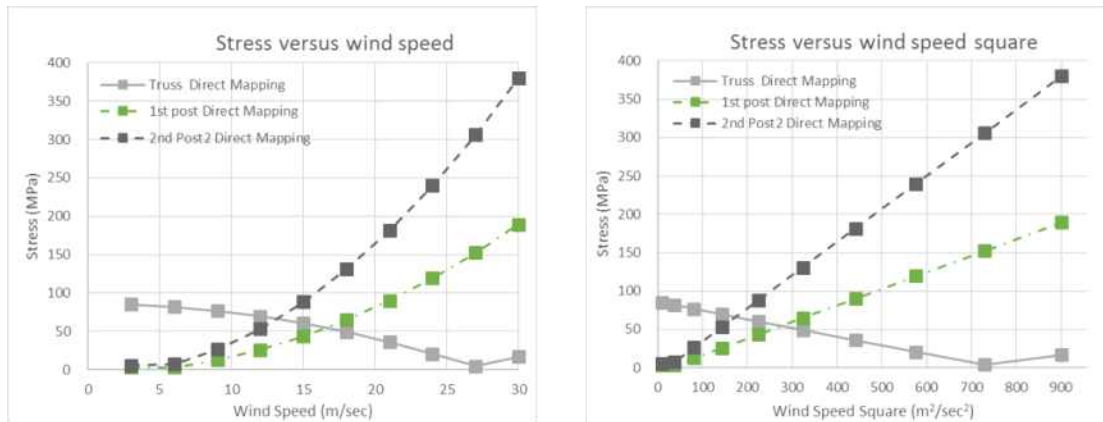 Stress versus wind speed
400
350
300
250
200
150
100
50
0
Stress (MPa)
Truss Direct Mapping
1st post Direct Mapping
2nd Post2 Direct Mapping
0 5 10 15 20 25 30
Wind Speed (m/sec)
Stress versus wind speed square
400
350
300
250
200
150
100
50
0
Stress (MPa)
Truss Direct Mapping
1st post Direct Mapping
2nd Post2 Direct Mapping
0 100 200 300 400 500 600 700 800 900
Wind Speed Square (m²/sec²)